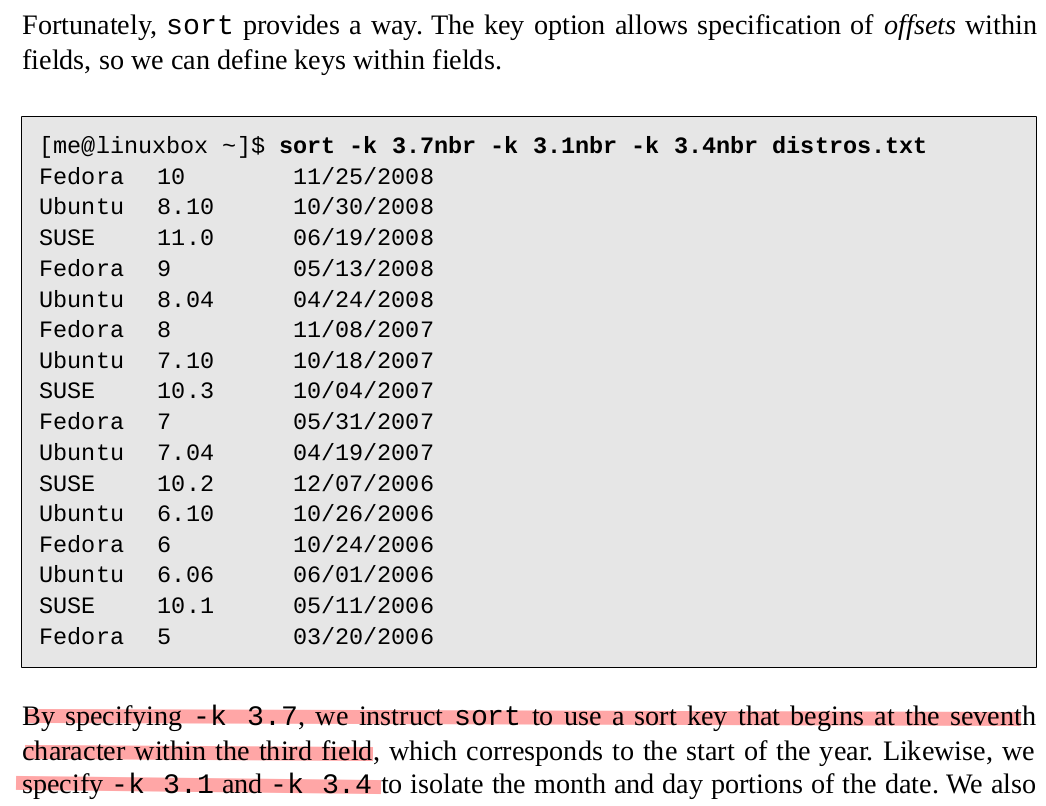 Fortunately, sort provides a way. The key option allows specification of offsets within
fields, so we can define keys within fields.
[me@linuxbox ~]$ sort -k 3.7nbr -k 3.1nbr -k 3.4nbr distros.txt
Fedora 10 11/25/2008
Ubuntu 8.10 10/30/2008
SUSE 11.0 06/19/2008
Fedora 9 05/13/2008
Ubuntu 8.04 04/24/2008
Fedora 8 11/08/2007
Ubuntu 7.10 10/18/2007
SUSE 10.3 10/04/2007
Fedora 7 05/31/2007
Ubuntu 7.04 04/19/2007
SUSE 10.2 12/07/2006
Ubuntu 6.10 10/26/2006
Fedora 6 10/24/2006
Ubuntu 6.06 06/01/2006
SUSE 10.1 05/11/2006
Fedora 5 03/20/2006
By specifying -k 3.7, we instruct sort to use a sort key that begins at the seventh
character within the third field, which corresponds to the start of the year. Likewise, we
specify -k 3.1 and -k 3.4 to isolate the month and day portions of the date. We also